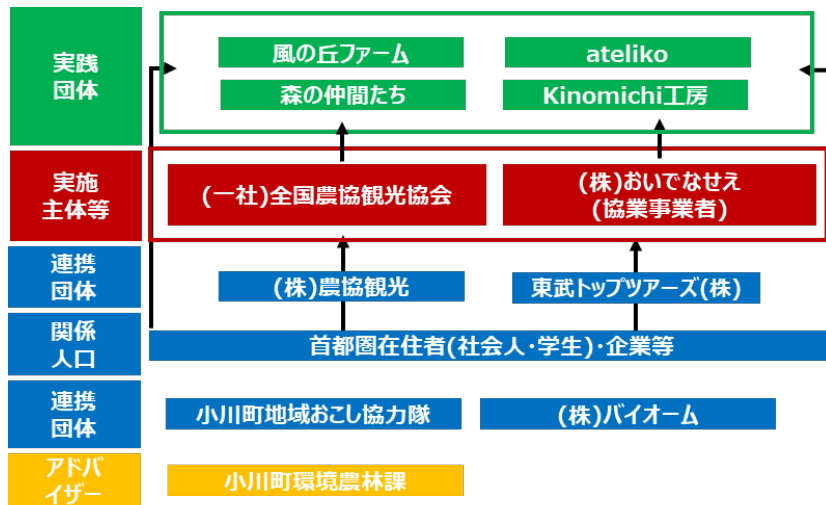 実践
団体
風の丘ファーム
ateliko
森の仲間たち
Kinomichi工房
実施
主体等
(一社)全国農協観光協会
(株)おいでなせえ
(協業事業者)
連携
団体
(株)農協観光
東武トップツアーズ(株)
関係
人口
首都圏在住者(社会人・学生)・企業等
連携
団体
小川町地域おこし協力隊
(株)バイオーム
アドバ
イザー
小川町環境農林課